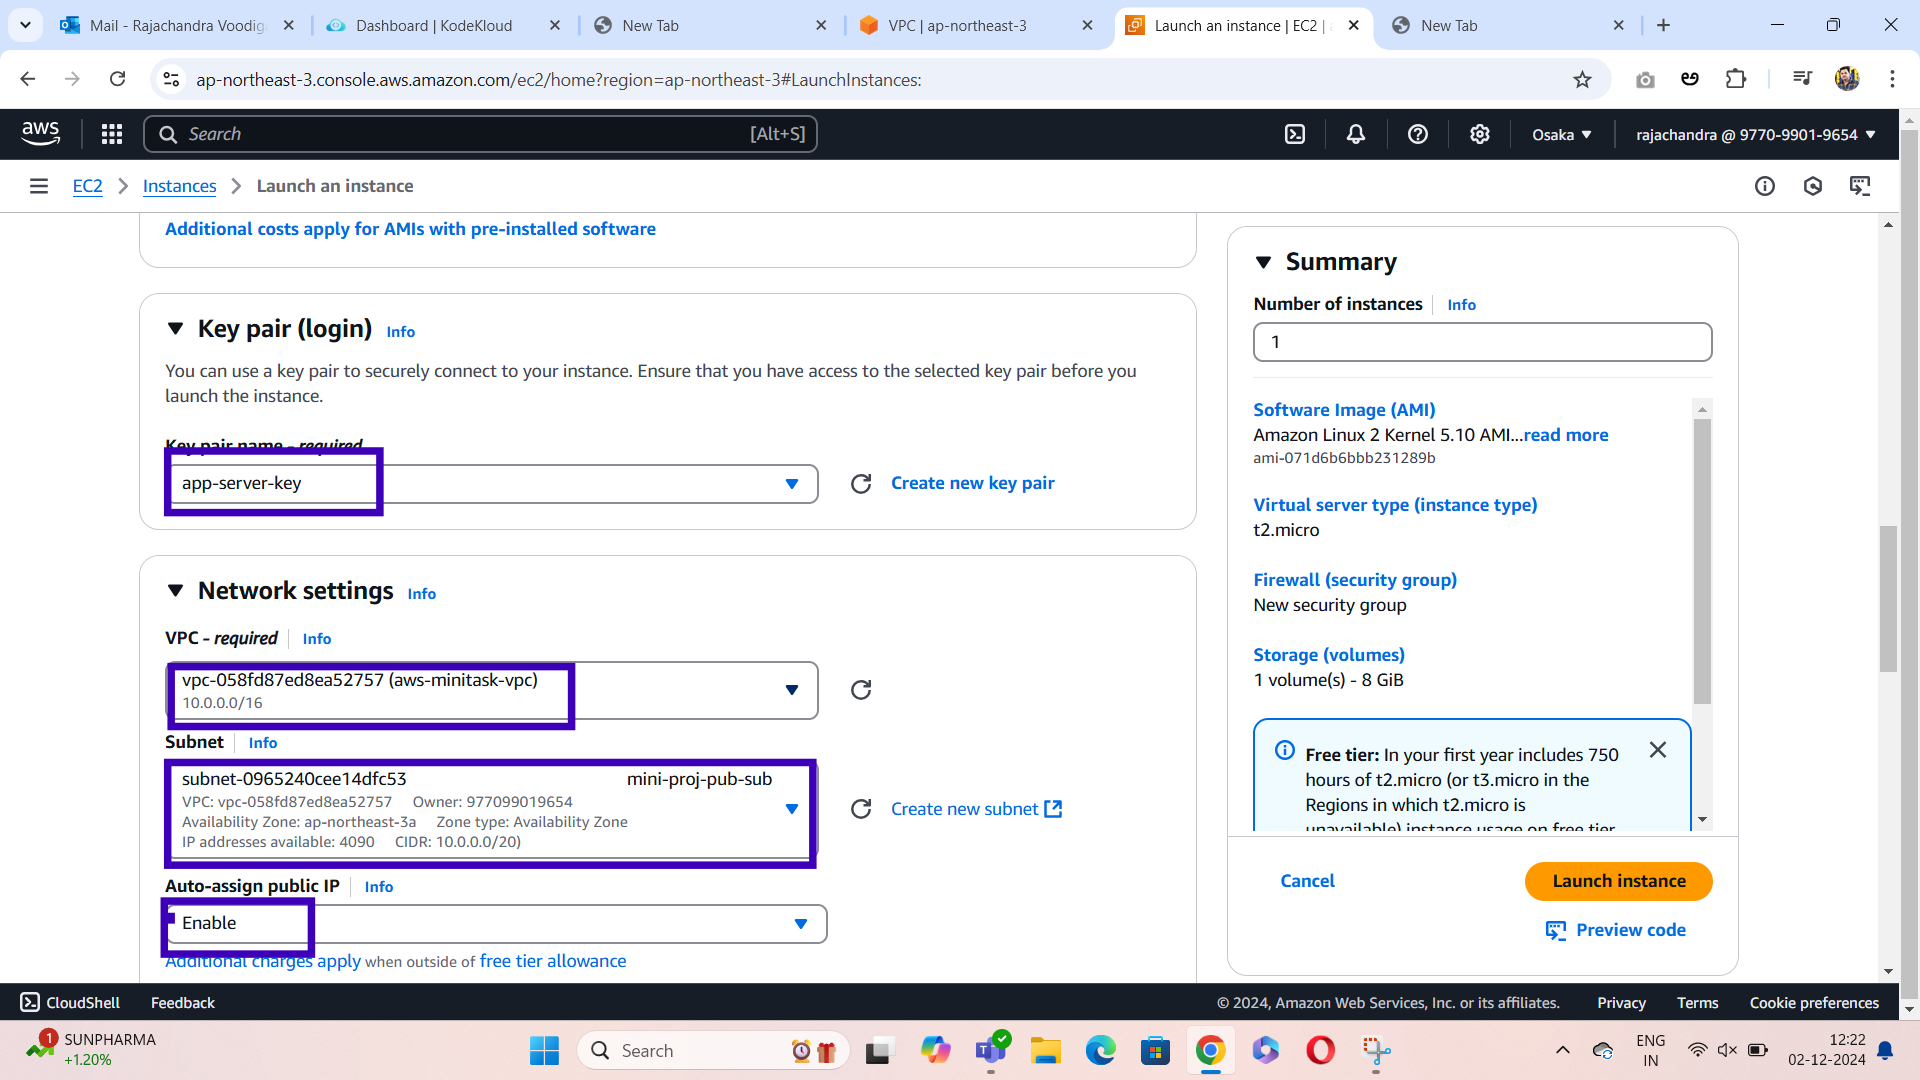 Mail - Rajachandra Voodig
Dashboard | KodeKloud
New Tab
VPC | ap-northeast-3
Launch an instance | EC2 |
New Tab
ap-northeast-3.console.aws.amazon.com/ec2/home?region=ap-northeast-3#LaunchInstances:
aws
Search
[Alt+S]
Osaka
rajachandra @ 9770-9901-9654
EC2
Instances
Launch an instance
Additional costs apply for AMIs with pre-installed software
Key pair (login) Info
You can use a key pair to securely connect to your instance. Ensure that you have access to the selected key pair before you
launch the instance.
Key pair name - required
app-server-key
Create new key pair
Network settings Info
VPC - required Info
vpc-058fd87ed8ea52757 (aws-minitask-vpc)
10.0.0.0/16
Subnet Info
subnet-0965240cee14dfc53 mini-proj-pub-sub
VPC: vpc-058fd87ed8ea52757 Owner: 977099019654
Availability Zone: ap-northeast-3a Zone type: Availability Zone
IP addresses available: 4090 CIDR: 10.0.0.0/20)
Create new subnet
Auto-assign public IP Info
Enable
Additional charges apply when outside of free tier allowance
Summary
Number of instances Info
1
Software Image (AMI)
Amazon Linux 2 Kernel 5.10 AMI...read more
ami-071d6b6bbb231289b
Virtual server type (instance type)
t2.micro
Firewall (security group)
New security group
Storage (volumes)
1 volume(s) - 8 GiB
Free tier: In your first year includes 750
hours of t2.micro (or t3.micro in the
Regions in which t2.micro is
unavailable) instance usage on free tier
Cancel
Launch instance
Preview code
CloudShell
Feedback
© 2024, Amazon Web Services, Inc. or its affiliates.
Privacy
Terms
Cookie preferences
1
SUNPHARMA
+1.20%
Search
ENG
IN
12:22
02-12-2024